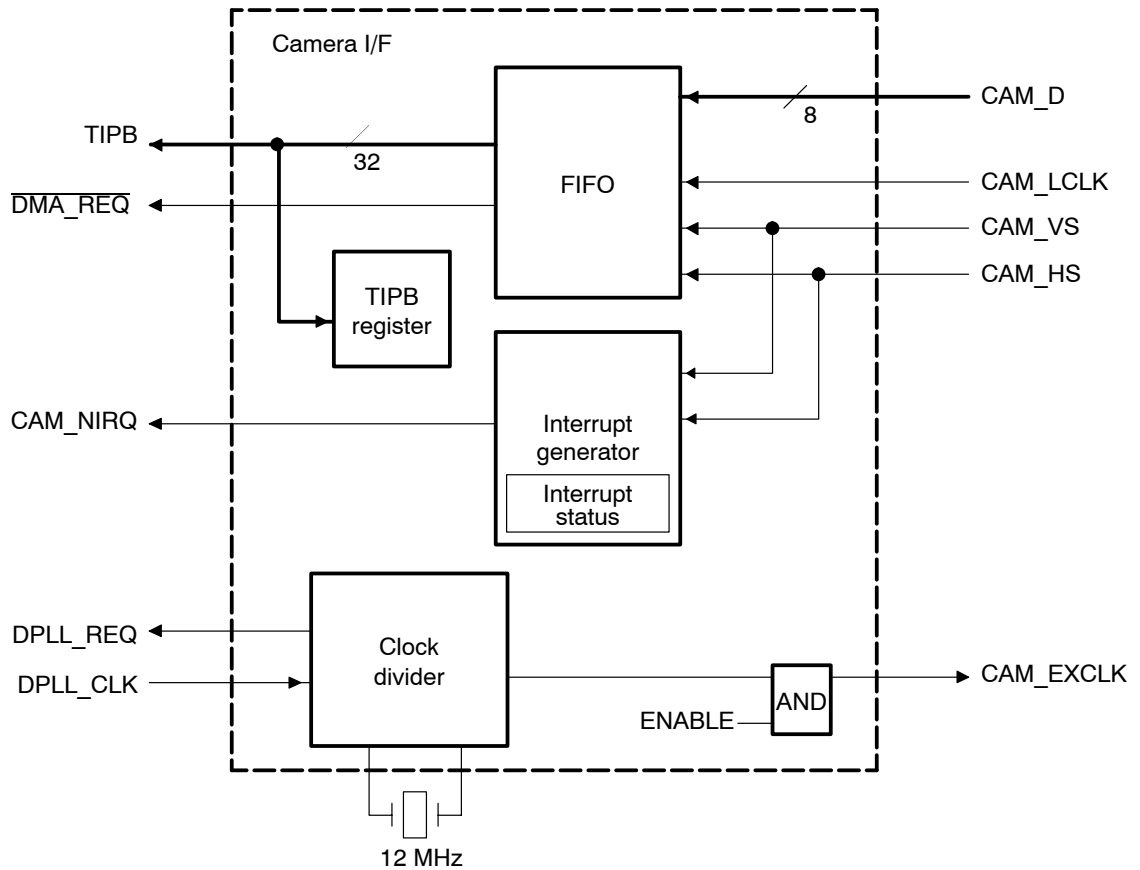 Camera I/F
CAM_D
8
TIPB
32
FIFO
CAM_LCLK
DMA_REQ
CAM_VS
CAM_HS
TIPB
register
CAM_NIRQ
Interrupt
generator
Interrupt
status
DPLL_REQ
DPLL_CLK
Clock
divider
CAM_EXCLK
AND
ENABLE
12 MHz